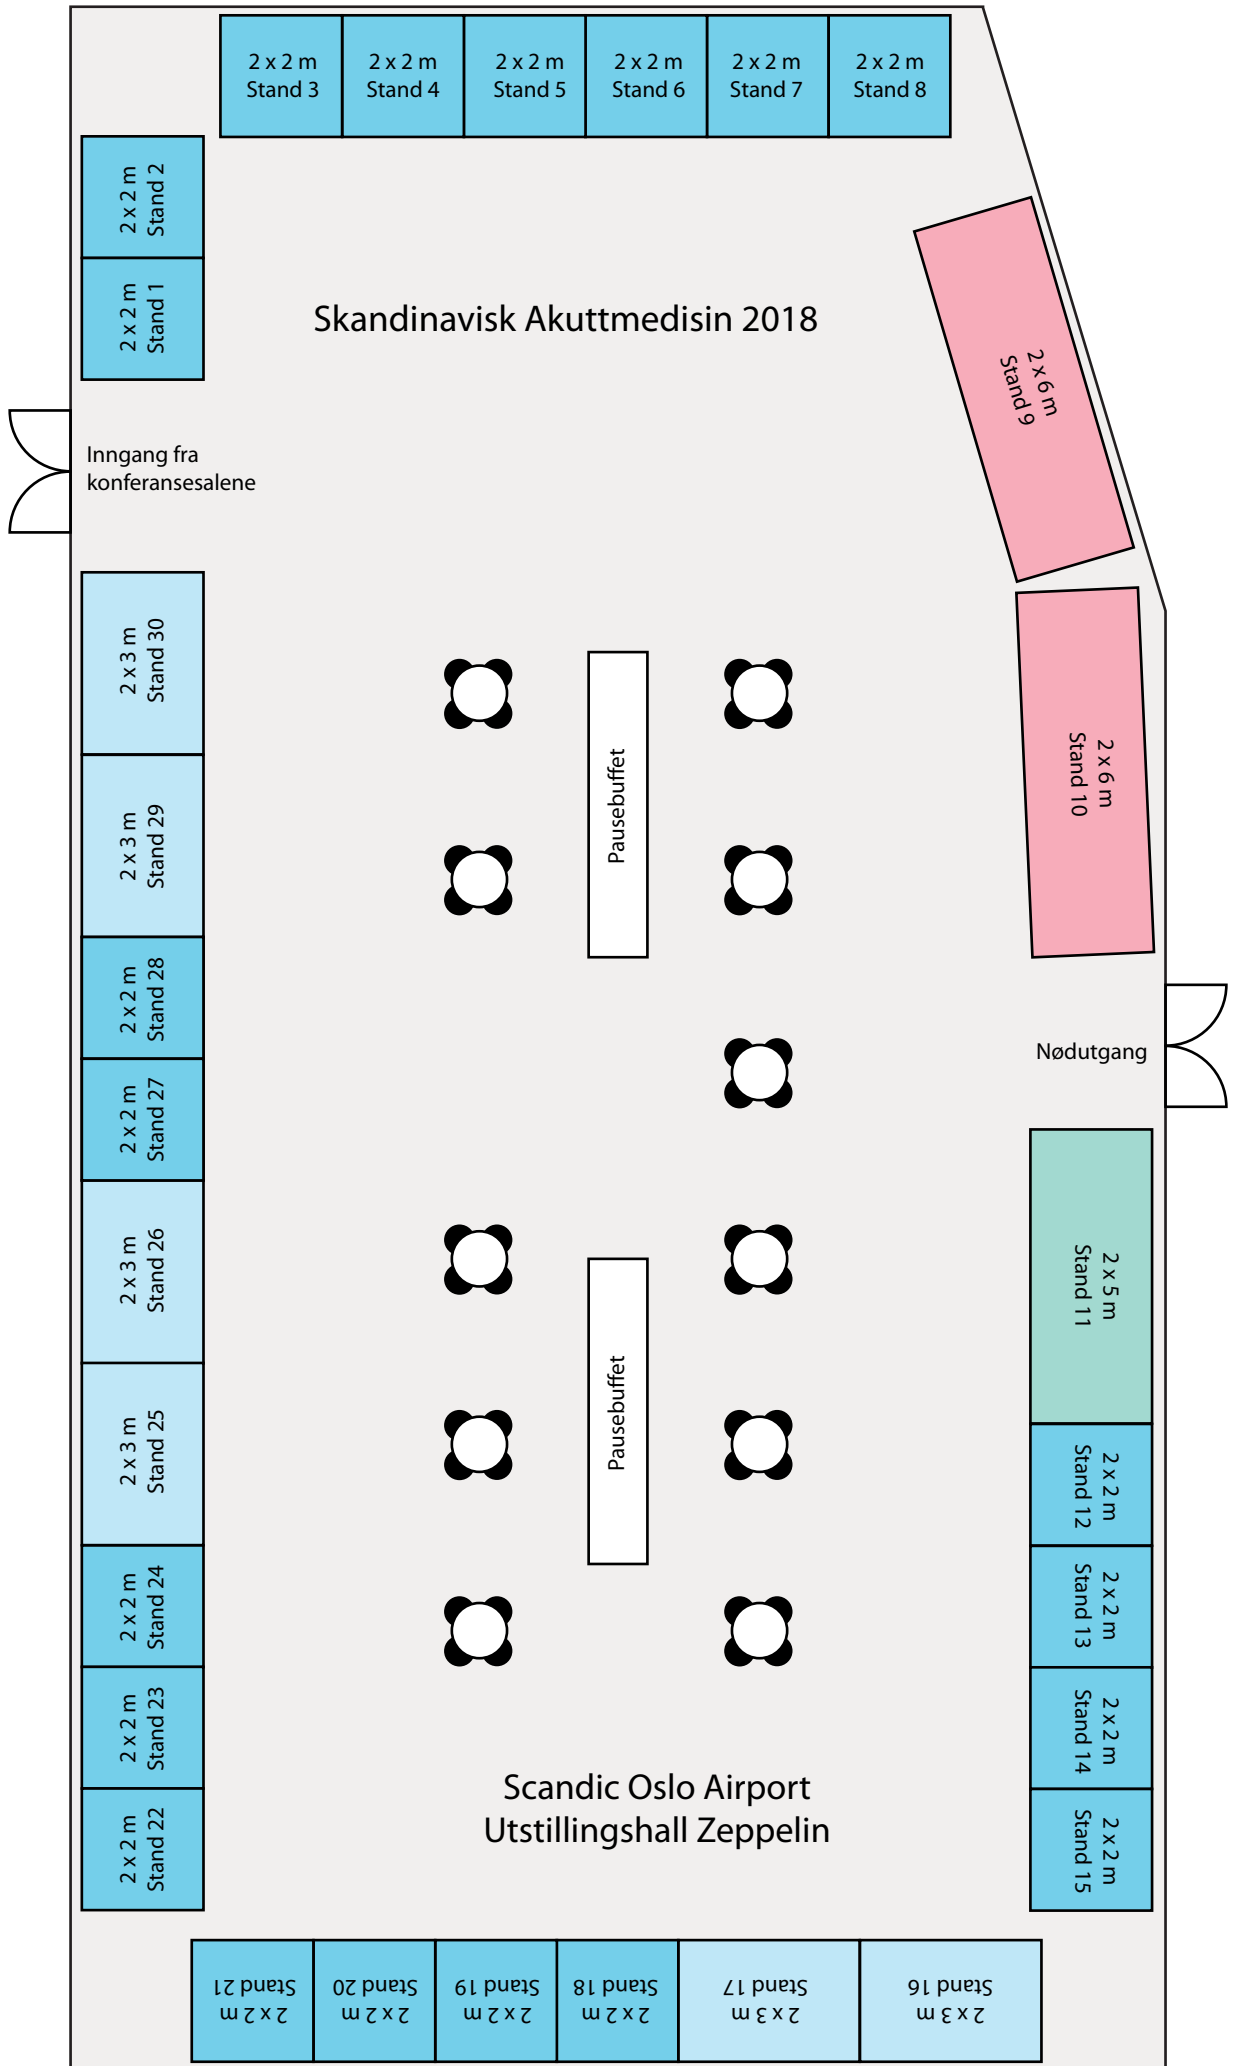 2 x 2 m
Stand 3
2 x 2 m
Stand 4
2 x 2 m
Stand 5
2 x 2 m
Stand 6
2 x 2 m
Stand 7
2 x 2 m
Stand 8
2 x 2 m
Stand 2
2 x 2 m
Stand 1
Skandinavisk Akuttmedisin 2018
2 x 6 m
Stand 9
Inngang fra
konferansesalene
2 x 3 m
Stand 30
2 x 3 m
Stand 29
Pausebuffet
2 x 6 m
Stand 10
2 x 2 m
Stand 28
2 x 2 m
Stand 27
Nødutgang
2 x 3 m
Stand 26
2 x 5 m
Stand 11
2 x 3 m
Stand 25
Pausebuffet
2 x 2 m
Stand 12
2 x 2 m
Stand 24
2 x 2 m
Stand 13
2 x 2 m
Stand 23
2 x 2 m
Stand 14
Scandic Oslo Airport
Utstillingshall Zeppelin
2 x 2 m
Stand 22
2 x 2 m
Stand 15
2 x 2 m
Stand 21
2 x 2 m
Stand 20
2 x 2 m
Stand 19
2 x 2 m
Stand 18
2 x 3 m
Stand 17
2 x 3 m
Stand 16